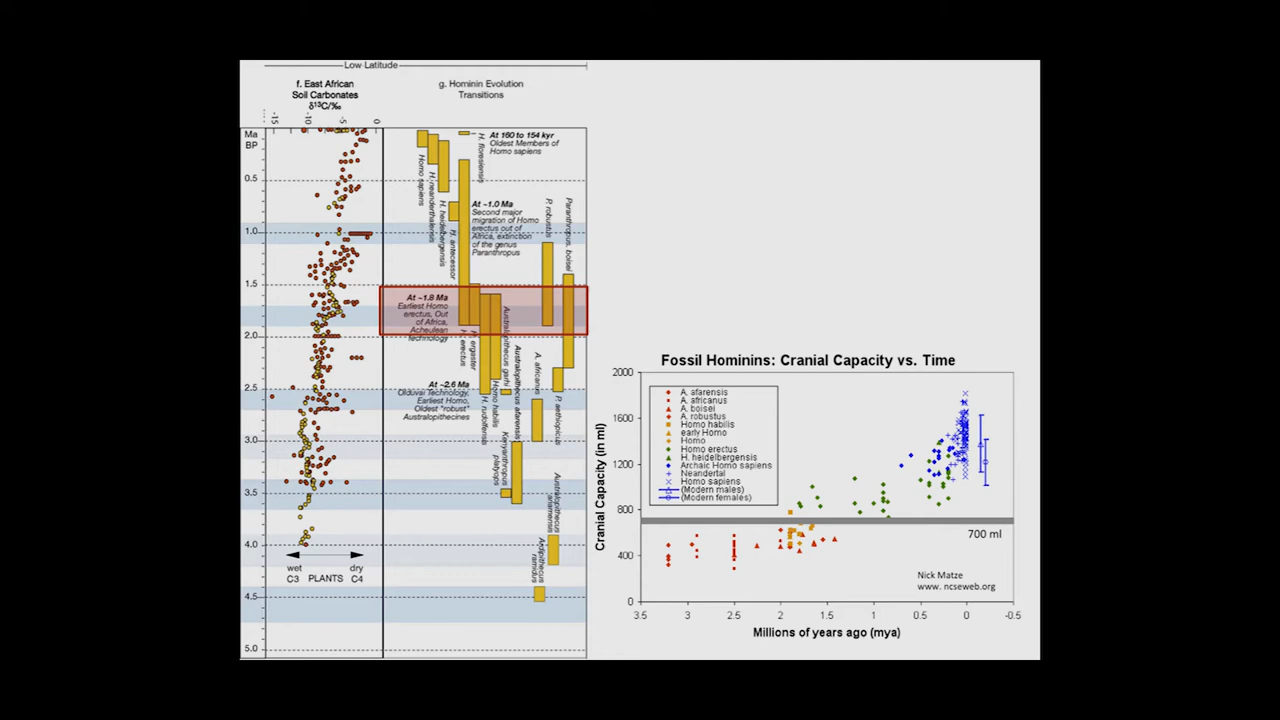 Low Latitude
f. East African
Soil Carbonates
δ¹³C/‰
-15
-10
-5
0
g. Hominin Evolution
Transitions
Ma
BP
0.5
1.0
1.5
2.0
2.5
3.0
3.5
4.0
4.5
5.0
wet
dry
C3 PLANTS C4
At 160 to 154 kyr
Oldest Members of
Homo sapiens
At ~1.0 Ma
Second major
migration of Homo
erectus out of
Africa, extinction
of the genus
Paranthropus
At ~1.8 Ma
Earliest Homo
erectus, Out
of Africa,
Acheulean
Technology
At ~2.6 Ma
Olduvai Technology,
Earliest Homo,
Oldest "robust"
Australopithecines
Homo sapiens
H. neanderthalensis
H. heidelbergensis
H. antecessor
H. erectus
H. floresiensis
H. ergaster
H. rudolfensis
Homo habilis
Australopithecus garhi
Australopithecus afarensis
Kenyanthropus
platyops
A. africanus
P. robustus
P. aethiopicus
Paranthropus boisei
Australopithecus
anamensis
Ardipithecus
ramidus
Fossil Hominins: Cranial Capacity vs. Time
Cranial Capacity (in ml)
2000
1600
1200
800
400
0
A. afarensis
A. africanus
A. boisei
A. robustus
Homo habilis
early Homo
Homo
Homo erectus
H. heidelbergensis
Archaic Homo sapiens
Neandertal
Homo sapiens
(Modern males)
(Modern females)
700 ml
Nick Matze
www. ncseweb.org
3.5
3
2.5
2
1.5
1
0.5
0
-0.5
Millions of years ago (mya)